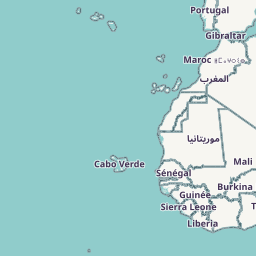 Portugal
Gibraltar
Maroc ⵍⵎⵖⵔⵉⴱ
المغرب
موريتانيا
Mali
Cabo Verde
Sénégal
Burkina
Guinée
Sierra Leone
Liberia